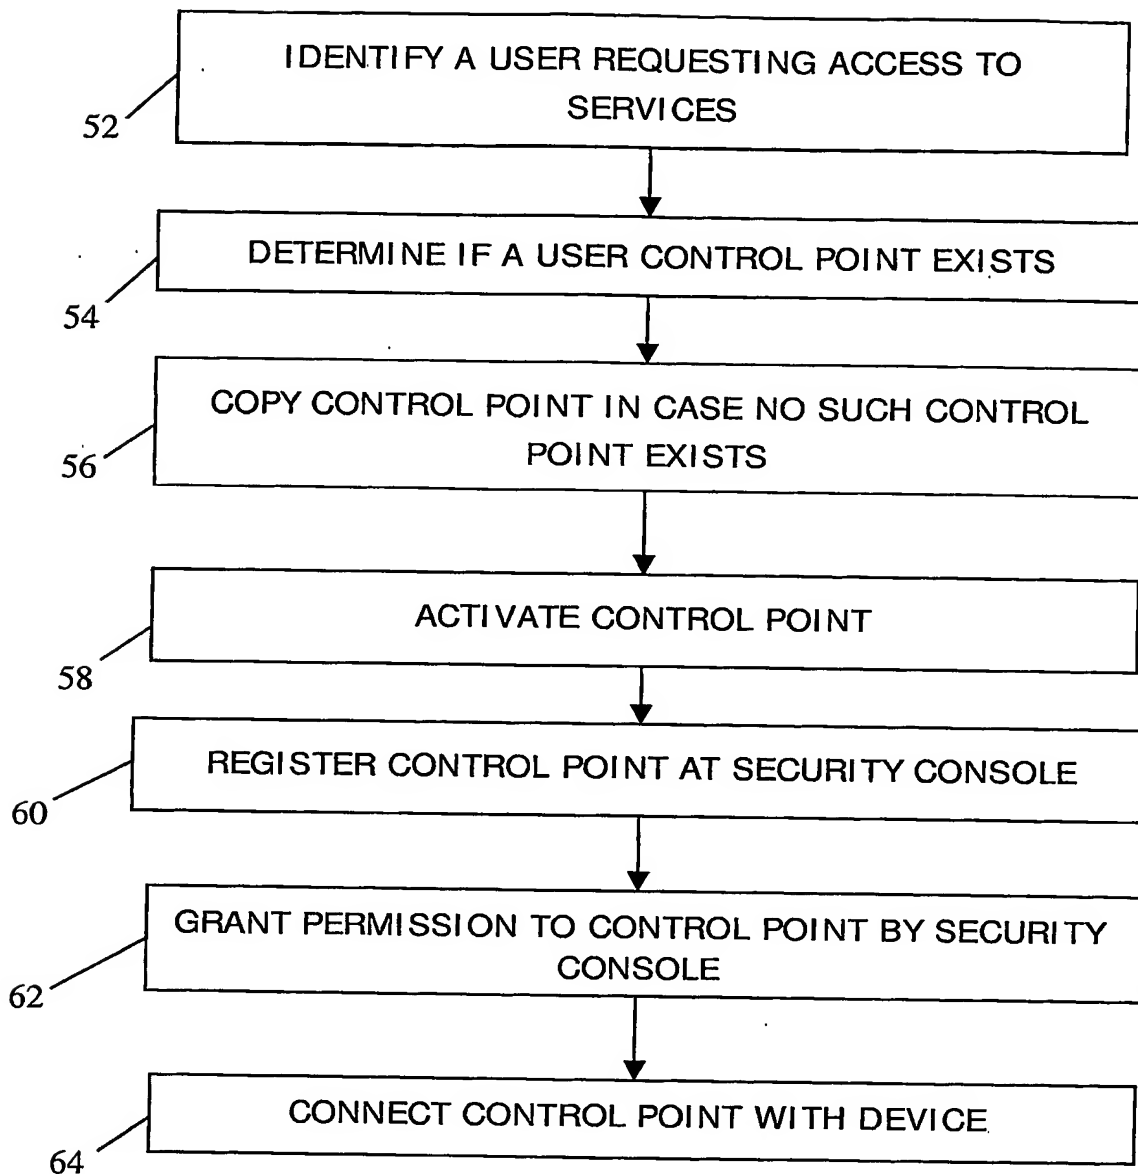 IDENTIFY A USER REQUESTING ACCESS TO
SERVICES
52
DETERMINE IF A USER CONTROL POINT EXISTS
54
COPY CONTROL POINT IN CASE NO SUCH CONTROL
POINT EXISTS
56
ACTIVATE CONTROL POINT
58
REGISTER CONTROL POINT AT SECURITY CONSOLE
60
GRANT PERMISSION TO CONTROL POINT BY SECURITY
CONSOLE
62
CONNECT CONTROL POINT WITH DEVICE
64